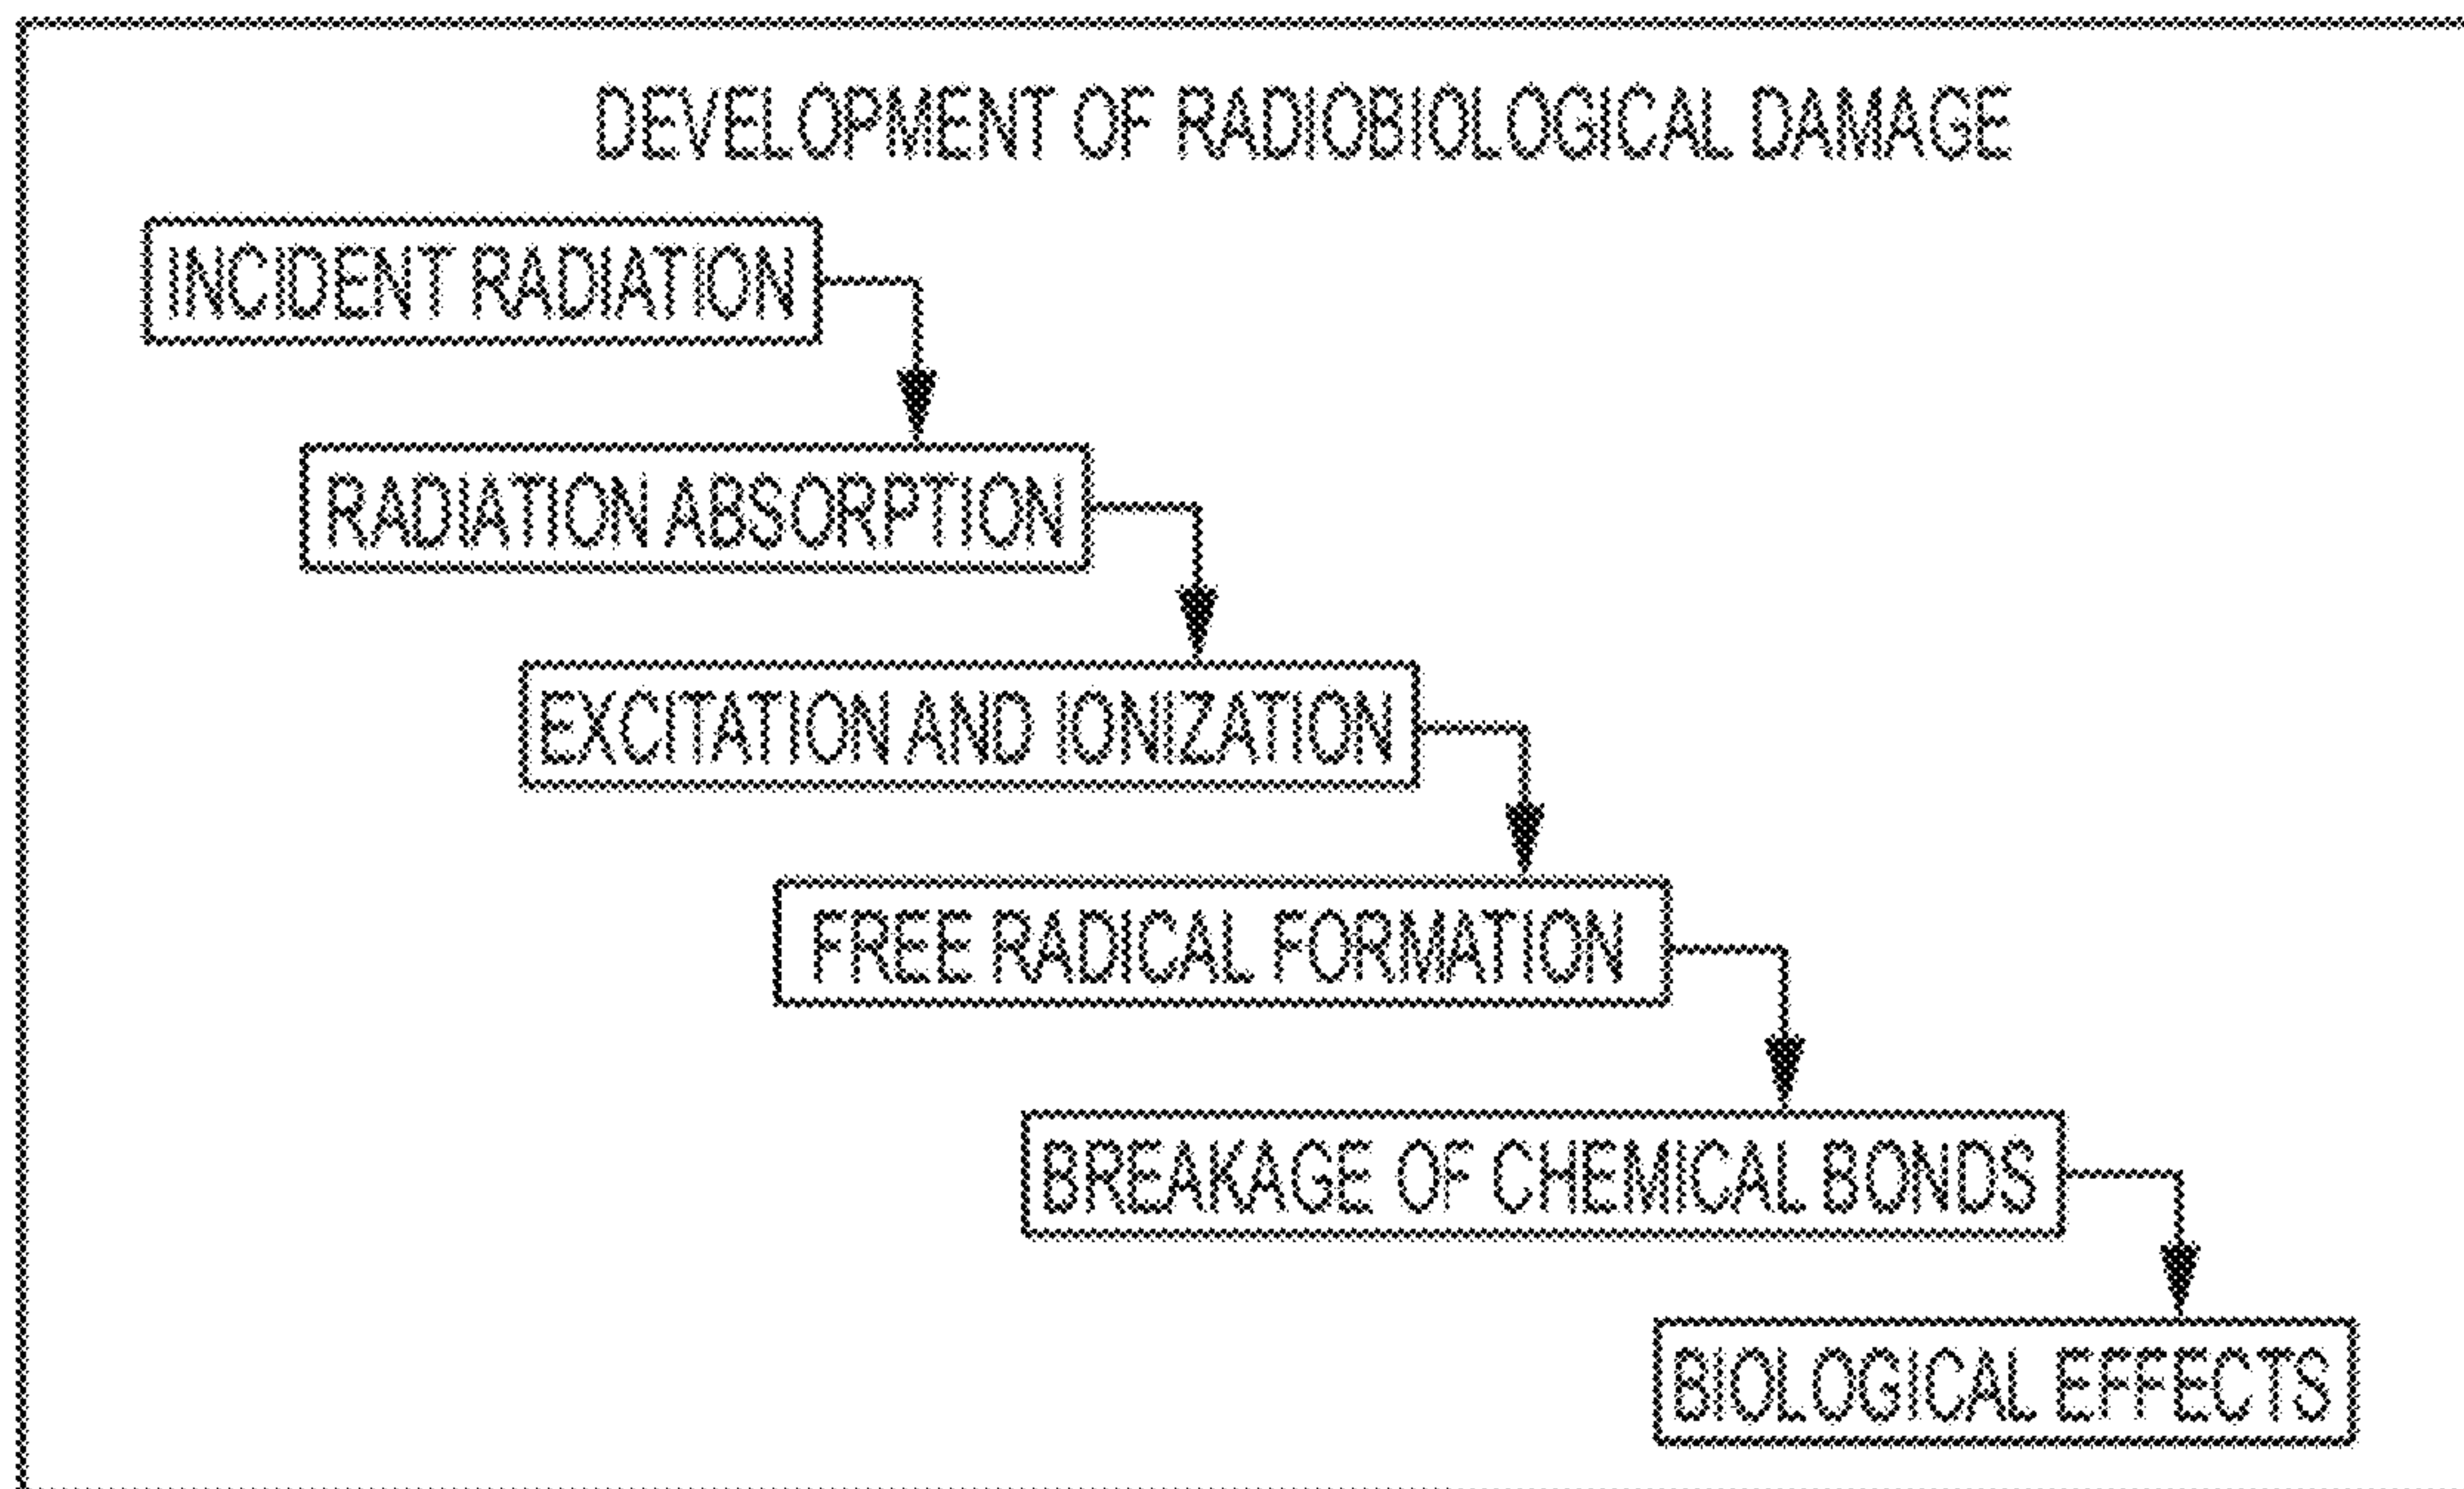 DEVELOPMENT OF RADIOBIOLOGICAL DAMAGE
INCIDENT RADIATION
RADIATION ABSORPTION
EXCITATION AND IONIZATION
FREE RADICAL FORMATION
BREAKAGE OF CHEMICAL BONDS
BIOLOGICAL EFFECTS